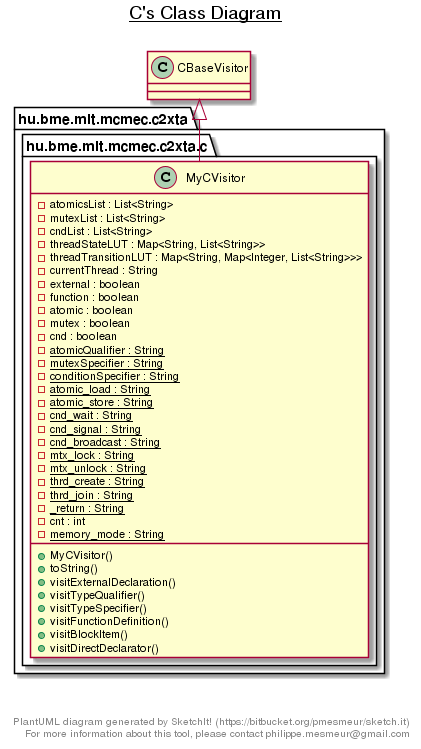 C's Class Diagram
C CBaseVisitor
hu.bme.mlt.mcmec.c2xta
hu.bme.mlt.mcmec.c2xta.c
C MyCVisitor
atomicsList : List<String>
mutexList : List<String>
cndList : List<String>
threadStateLUT : Map<String, List<String>>
threadTransitionLUT : Map<String, Map<Integer, List<String>>>
currentThread : String
external : boolean
function : boolean
atomic : boolean
mutex : boolean
cnd : boolean
atomicQualifier : String
mutexSpecifier : String
conditionSpecifier : String
atomic_load : String
atomic_store : String
cnd_wait : String
cnd_signal : String
cnd_broadcast : String
mtx_lock : String
mtx_unlock : String
thrd_create : String
thrd_join : String
_return : String
cnt : int
memory_mode : String
MyCVisitor()
toString()
visitExternalDeclaration()
visitTypeQualifier()
visitTypeSpecifier()
visitFunctionDefinition()
visitBlockItem()
visitDirectDeclarator()
PlantUML diagram generated by SketchIt! (https://bitbucket.org/pmesmeur/sketch.it)
For more information about this tool, please contact philippe.mesmeur@gmail.com